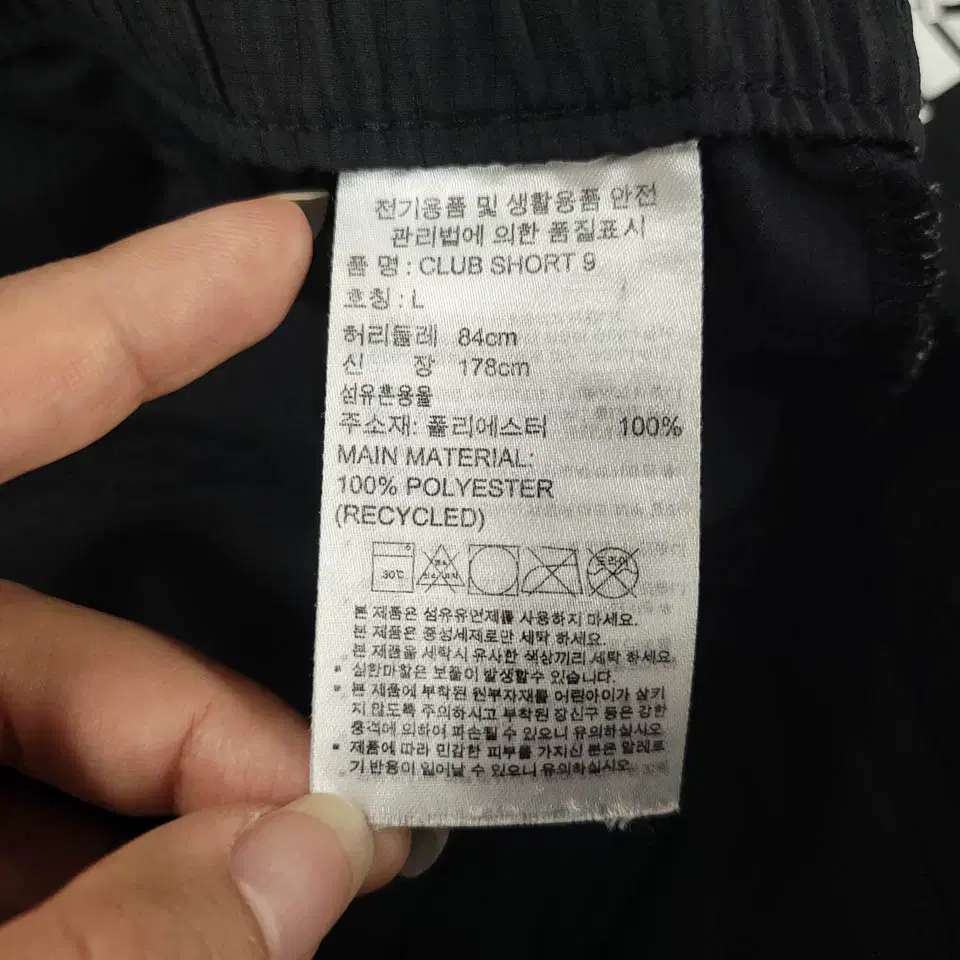 전기용품 및 생활용품 안전
관리법에 의한 품질표시
품 명 : CLUB SHORT 9
호칭 : L
허리둘레 84cm
신 장 178cm
섬유혼용율
주소재: 폴리에스터 100%
MAIN MATERIAL:
100% POLYESTER
(RECYCLED)
30℃ 염소 산소표백 드라이
본 제품은 섬유유연제를 사용하지 마세요.
본 제품은 중성세제로만 세탁 하세요.
본 제품을 세탁시 유사한 색상끼리 세탁 하세요.
심한마찰은 보풀이 발생할수 있습니다.
본 제품에 부착된 원부자재를 어린아이가 삼키
지 않도록 주의하시고 부착된 장신구 등은 강한
충격에 의하여 파손될 수 있으니 유의하십시오
제품에 따라 민감한 피부를 가지신 분은 알레르
기 반응이 일어날 수 있으니 유의하십시오.